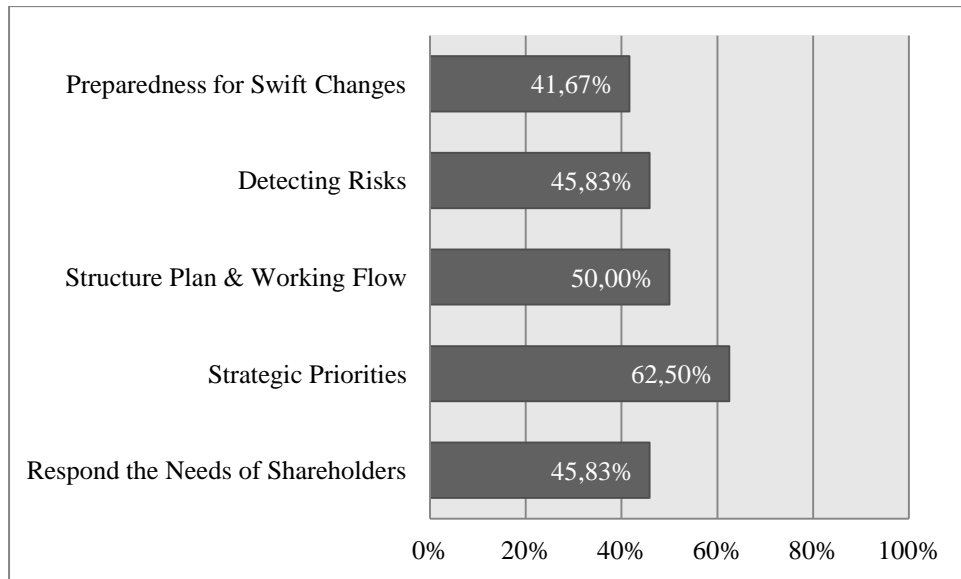 Preparedness for Swift Changes
41,67%
Detecting Risks
45,83%
Structure Plan & Working Flow
50,00%
Strategic Priorities
62,50%
Respond the Needs of Shareholders
45,83%
0% 20% 40% 60% 80% 100%